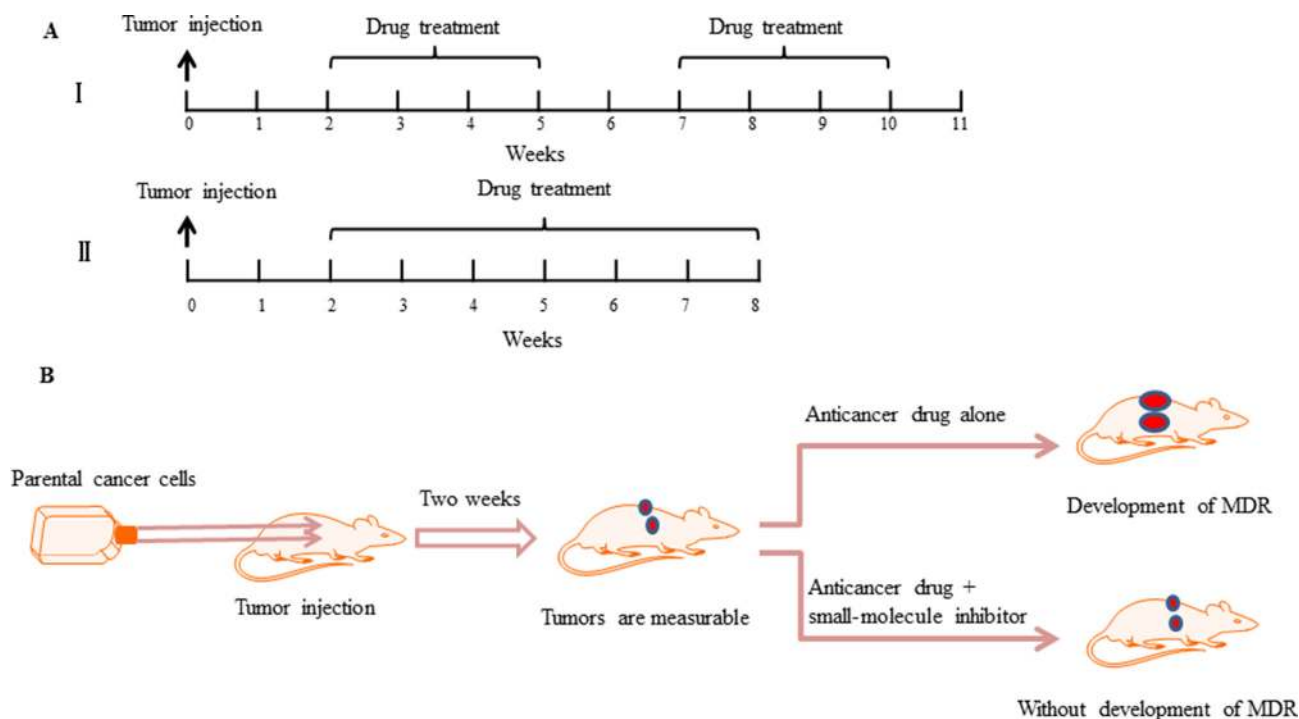 A
Tumor injection
Drug treatment
Drug treatment
I
0 1 2 3 4 5 6 7 8 9 10 11
Weeks
Tumor injection
Drug treatment
II
0 1 2 3 4 5 6 7 8
Weeks
B
Parental cancer cells
Tumor injection
Two weeks
Tumors are measurable
Anticancer drug alone
Development of MDR
Anticancer drug +
small-molecule inhibitor
Without development of MDR